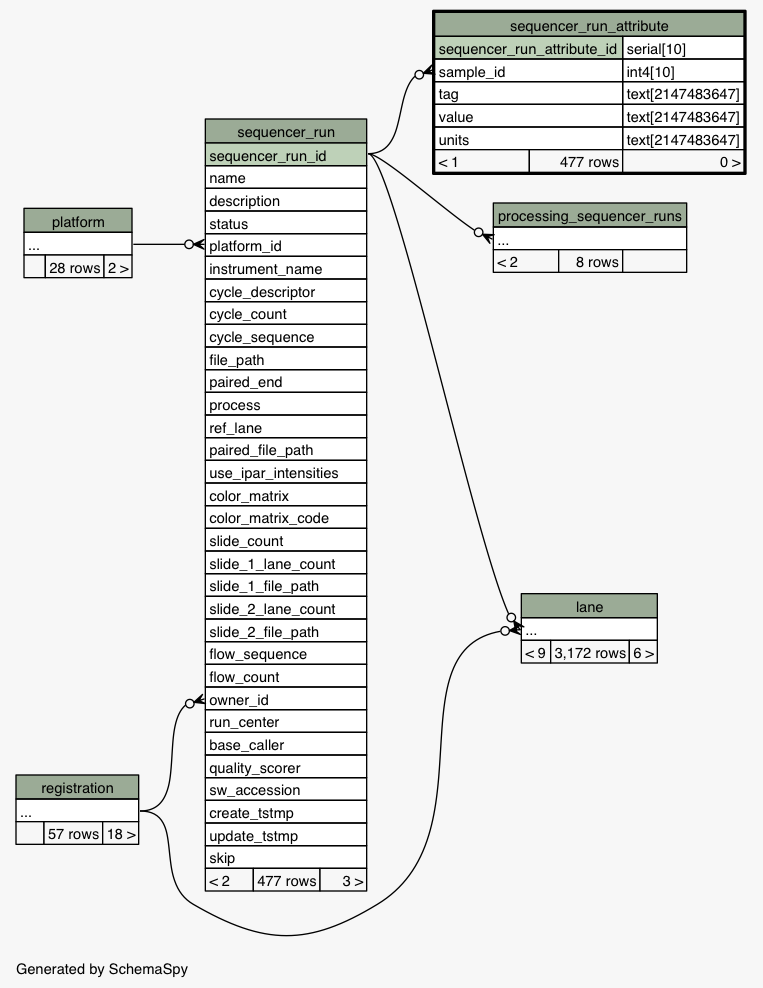 sequencer_run_attribute
sequencer_run_attribute_id serial[10]
sample_id int4[10]
tag text[2147483647]
value text[2147483647]
units text[2147483647]
< 1 477 rows 0 >
sequencer_run
sequencer_run_id
name
description
status
platform_id
instrument_name
cycle_descriptor
cycle_count
cycle_sequence
file_path
paired_end
process
ref_lane
paired_file_path
use_ipar_intensities
color_matrix
color_matrix_code
slide_count
slide_1_lane_count
slide_1_file_path
slide_2_lane_count
slide_2_file_path
flow_sequence
flow_count
owner_id
run_center
base_caller
quality_scorer
sw_accession
create_tstmp
update_tstmp
skip
< 2 477 rows 3 >
processing_sequencer_runs
...
< 2 8 rows
platform
...
28 rows 2 >
lane
...
< 9 3,172 rows 6 >
registration
...
57 rows 18 >
Generated by SchemaSpy